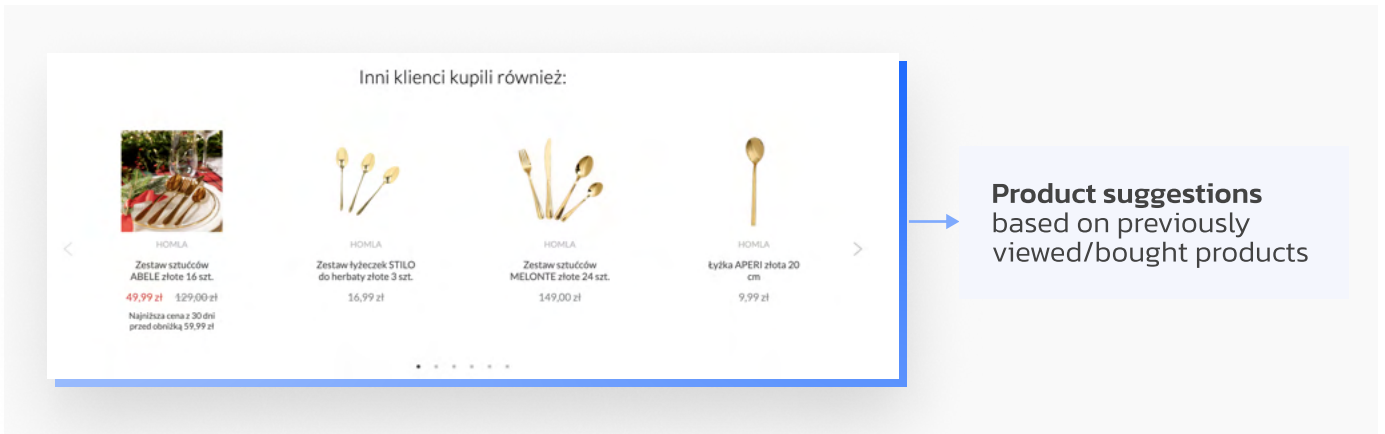 Inni klienci kupili również:
HOMLA
Zestaw sztućców
ABELE złote 16 szt.
49,99 zł 129,00 zł
Najniższa cena z 30 dni
przed obniżką 59,99 zł
HOMLA
Zestaw łyżeczek STILO
do herbaty złote 3 szt.
16,99 zł
HOMLA
Zestaw sztućców
MELONTE złote 24 szt.
149,00 zł
HOMLA
Łyżka APERI złota 20
cm
9,99 zł
Product suggestions
based on previously
viewed/bought products